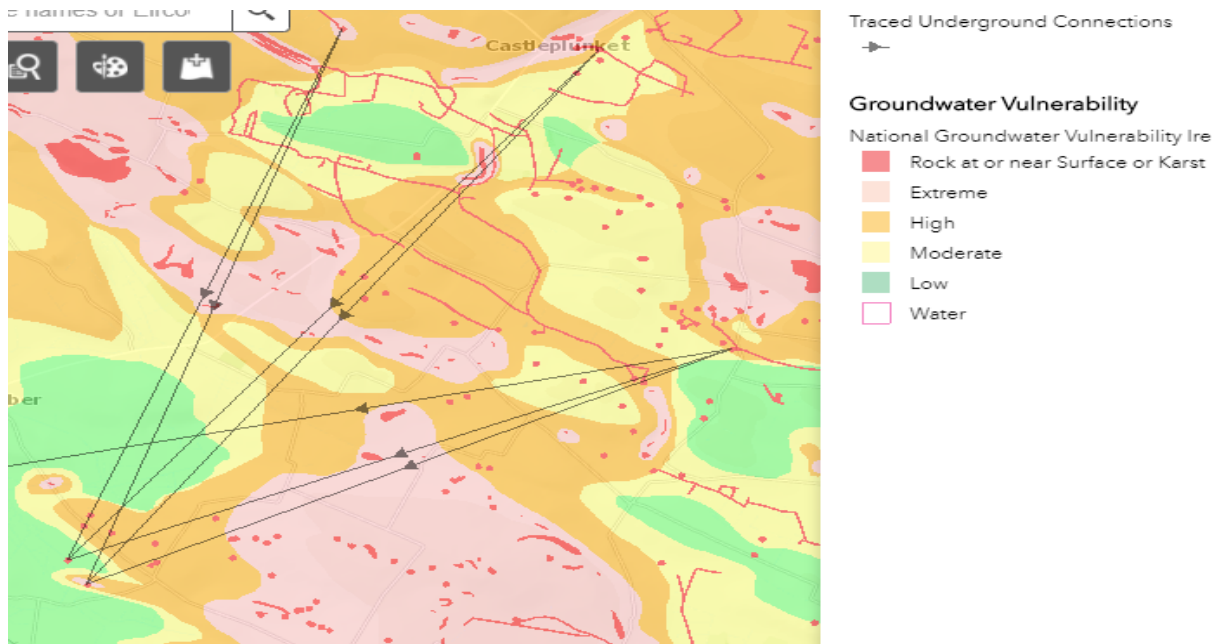 Castleplunket
ber
Traced Underground Connections
Groundwater Vulnerability
National Groundwater Vulnerability Ire
Rock at or near Surface or Karst
Extreme
High
Moderate
Low
Water